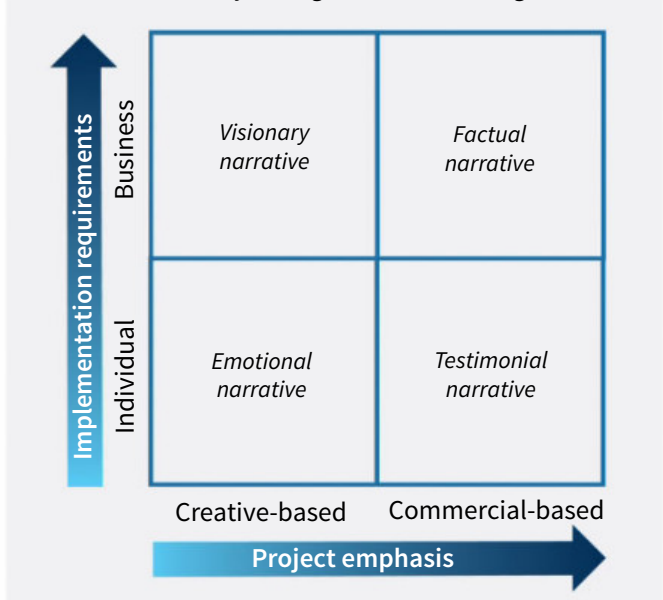 Implementation requirements
Business
Individual
Visionary
narrative
Factual
narrative
Emotional
narrative
Testimonial
narrative
Creative-based
Commercial-based
Project emphasis